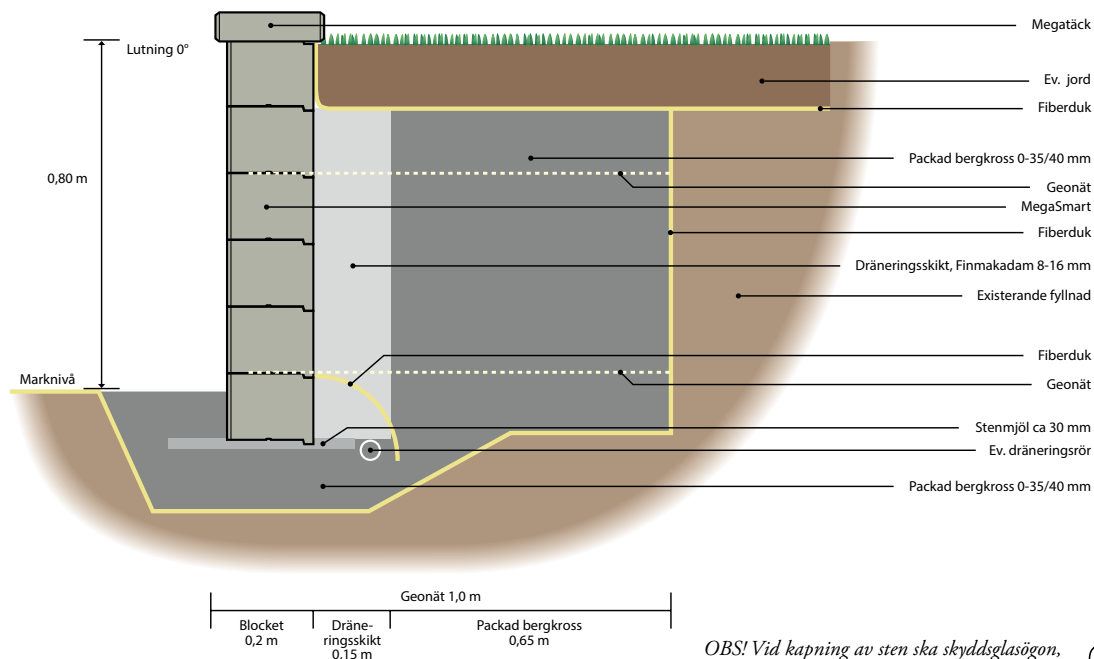 Megatäck
Lutning 0°
Ev. jord
Fiberduk
Packad bergkross 0-35/40 mm
0,80 m
Geonät
MegaSmart
Fiberduk
Dräneringsskikt, Finmakadam 8-16 mm
Existerande fyllnad
Fiberduk
Marknivå
Geonät
Stenmjöl ca 30 mm
Ev. dräneringsrör
Packad bergkross 0-35/40 mm
Geonät 1,0 m
Blocket
0,2 m
Dräne-
ringsskikt
0,15 m
Packad bergkross
0,65 m
OBS! Vid kapning av sten ska skyddsglasögon,